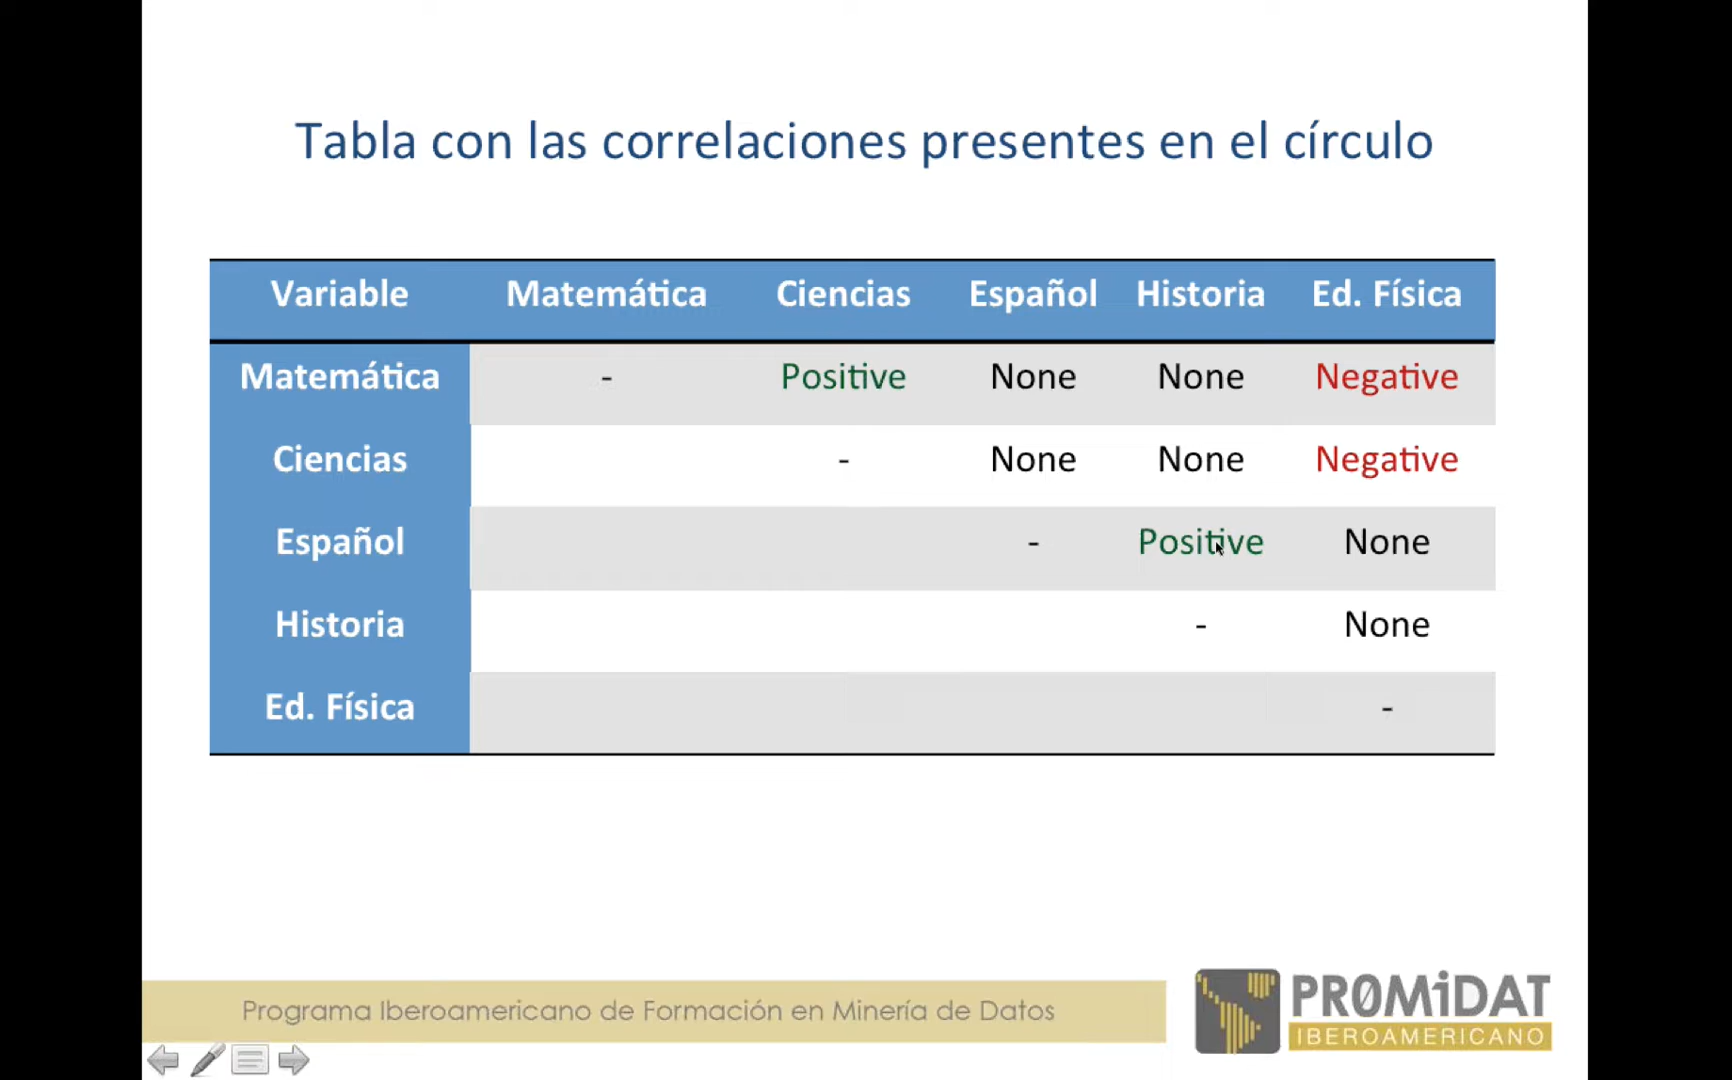 Tabla con las correlaciones presentes en el círculo
Variable Matemática Ciencias Español Historia Ed. Física
Matemática - Positive None None Negative
Ciencias - None None Negative
Español - Positive None
Historia - None
Ed. Física -
Programa Iberoamericano de Formación en Minería de Datos
PR0MiDAT
IBEROAMERICANO